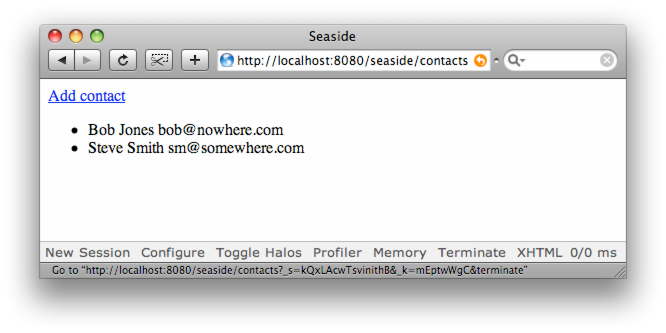 Seaside
http://localhost:8080/seaside/contacts
Add contact
Bob Jones bob@nowhere.com
Steve Smith sm@somewhere.com
New Session Configure Toggle Halos Profiler Memory Terminate XHTML 0/0 ms
Go to "http://localhost:8080/seaside/contacts?_s=kQxLAcwTsvinithB&_k=mEptwWgC&terminate"